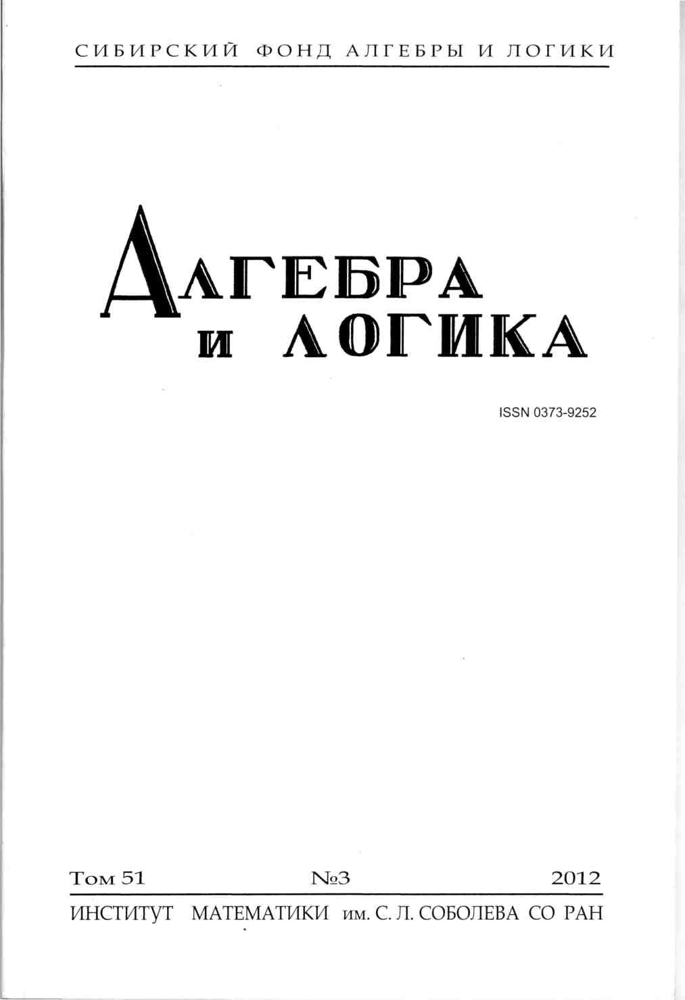 СИБИРСКИЙ ФОНД АЛГЕБРЫ И ЛОГИКИ
АЛГЕБРА
И ЛОГИКА
ISSN 0373-9252
Том 51 №3 2012
ИНСТИТУТ МАТЕМАТИКИ им. С. Л. СОБОЛЕВА СО РАН